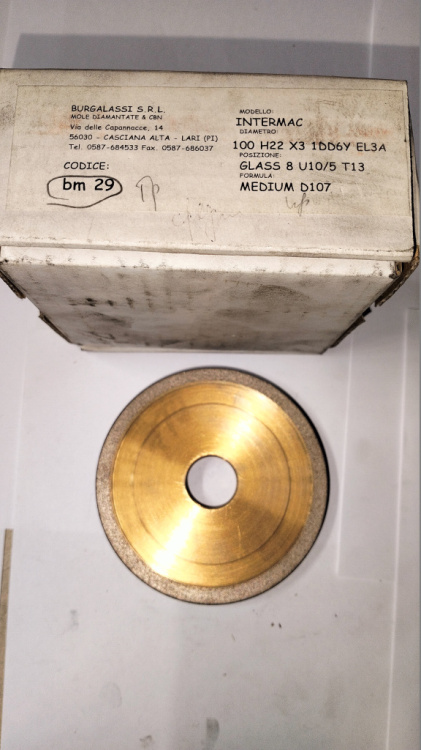 BURGALASSI S.R.L.
MOLE DIAMANTATE & CBN
Via delle Capannacce, 14
56030 - CASCIANA ALTA - LARI (PI)
Tel. 0587-684533 Fax. 0587-686037
CODICE:
bm 29
MODELLO:
INTERMAC
DIAMETRO:
100 H22 X3 1DD6Y EL3A
POSIZIONE:
GLASS 8 U10/5 T13
FORMULA:
MEDIUM D107